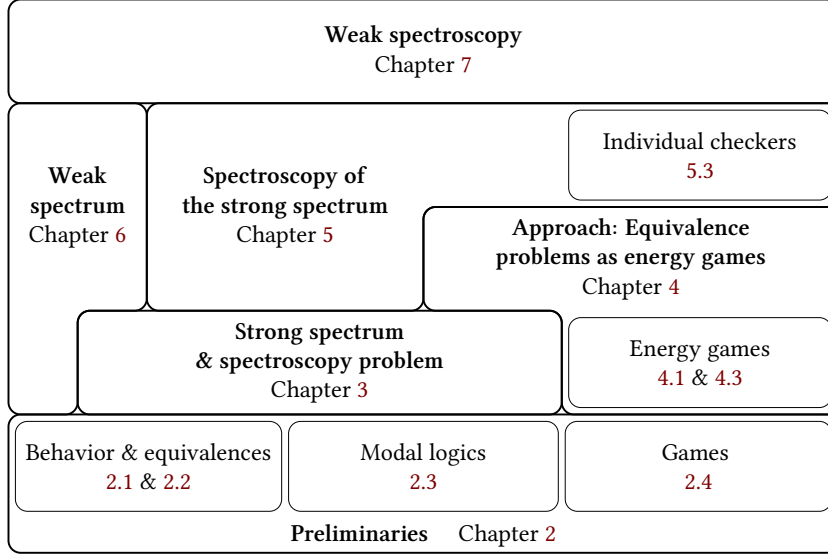 Weak spectroscopy
Chapter 7
Individual checkers
5.3
Weak
spectrum
Chapter 6
Spectroscopy of
the strong spectrum
Chapter 5
Approach: Equivalence
problems as energy games
Chapter 4
Strong spectrum
& spectroscopy problem
Chapter 3
Energy games
4.1 & 4.3
Behavior & equivalences
2.1 & 2.2
Modal logics
2.3
Games
2.4
Preliminaries Chapter 2